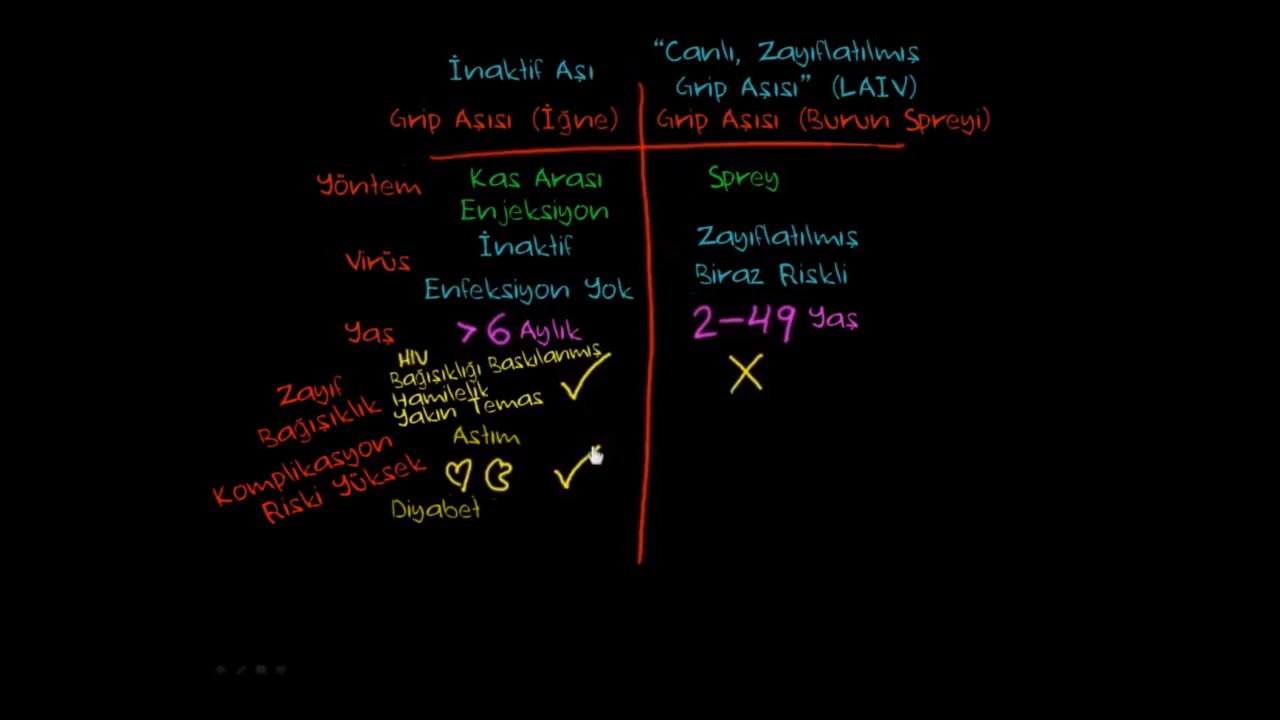 İnaktif Aşı
"Canlı, Zayıflatılmış
Grip Aşısı" (LAIV)
Grip Aşısı (İğne)
Grip Aşısı (Burun Spreyi)
Yöntem
Kas Arası
Enjeksiyon
Sprey
Virüs
İnaktif
Enfeksiyon Yok
Zayıflatılmış
Biraz Riskli
Yaş
>6 Aylık
2-49 Yaş
Zayıf
Bağışıklık
HIV
Bağışıklığı Baskılanmış
Hamilelik
Yakın Temas
Komplikasyon
Riski Yüksek
Astım
Diyabet